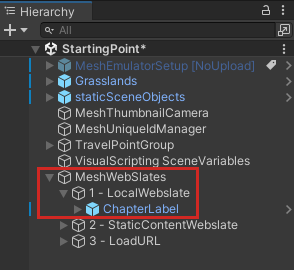 Hierarchy
All
StartingPoint*
MeshEmulatorSetup [NoUpload]
Grasslands
staticSceneObjects
MeshThumbnailCamera
MeshUniqueIdManager
TravelPointGroup
VisualScripting SceneVariables
MeshWebSlates
1 - LocalWebslate
ChapterLabel
2 - StaticContentWebslate
3 - LoadURL